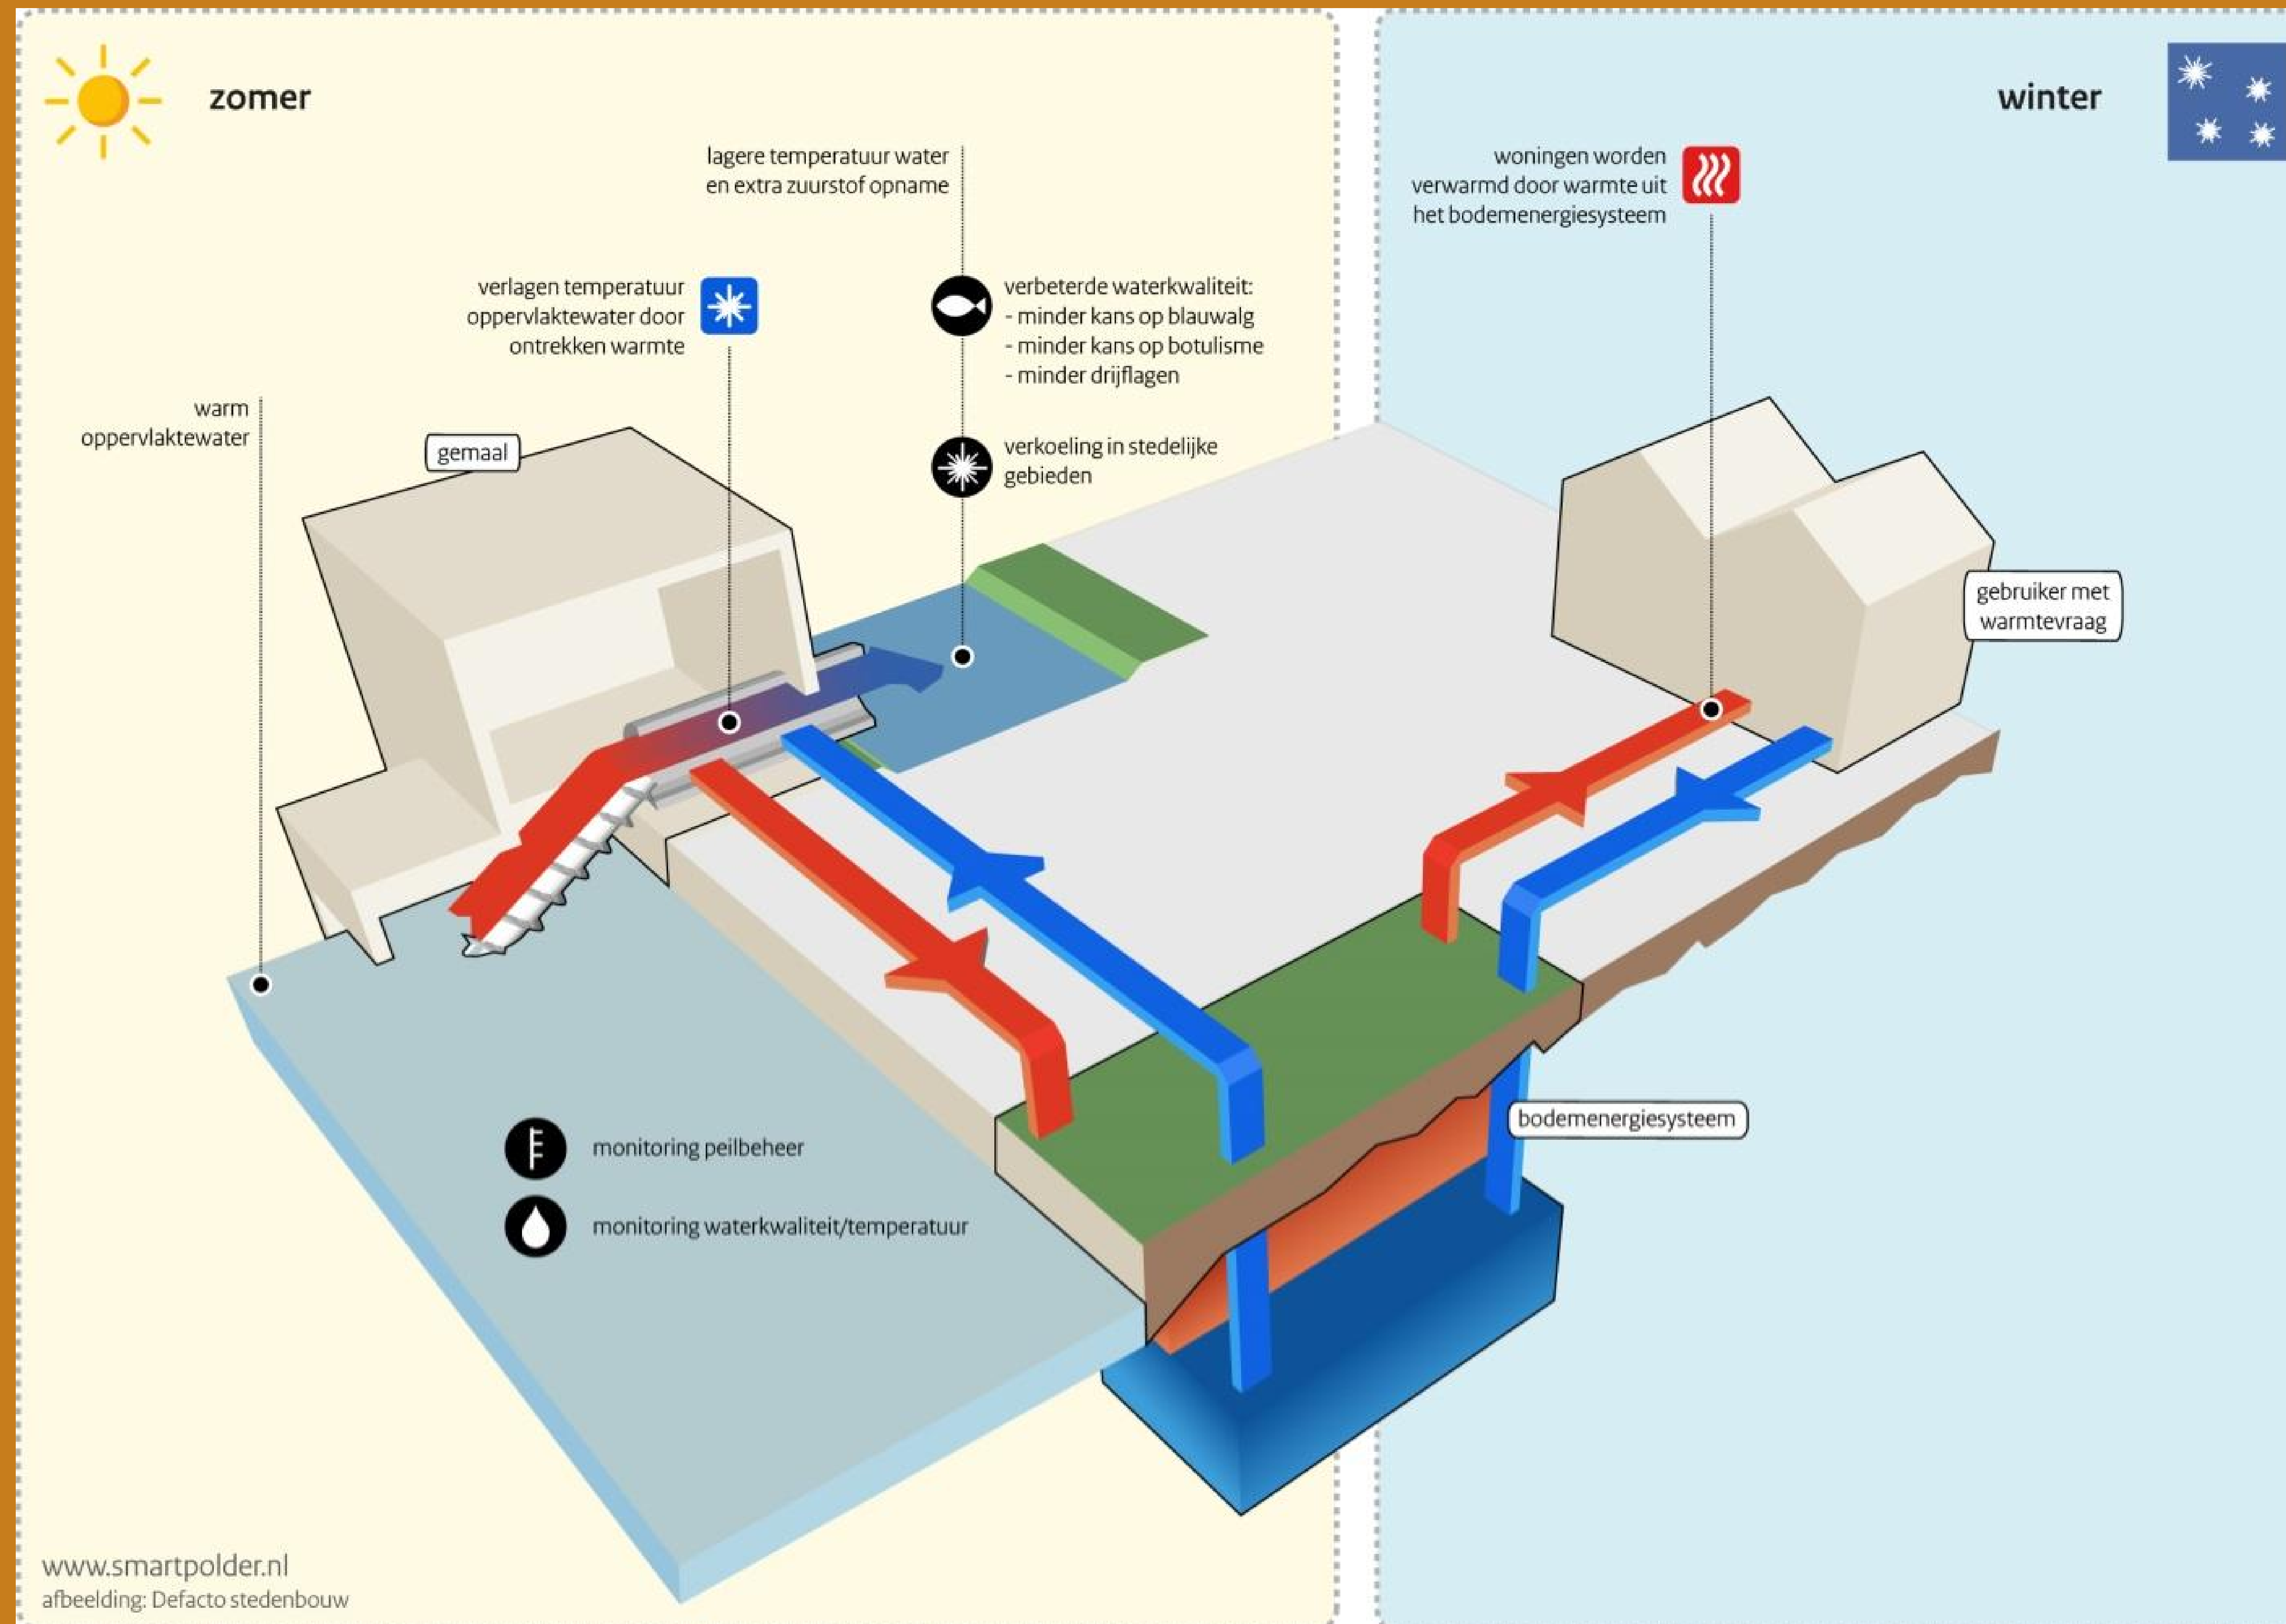 zomer
winter
lagere temperatuur water
en extra zuurstof opname
woningen worden
verwarmd door warmte uit
het bodemenergiesysteem
verlagen temperatuur
oppervlaktewater door
ontrekken warmte
verbeterde waterkwaliteit:
- minder kans op blauwalg
- minder kans op botulisme
- minder drijflagen
warm
oppervlaktewater
gemaal
verkoeling in stedelijke
gebieden
gebruiker met
warmtevraag
bodemenergiesysteem
monitoring peilbeheer
monitoring waterkwaliteit/temperatuur
www.smartpolder.nl
afbeelding: Defacto stedenbouw